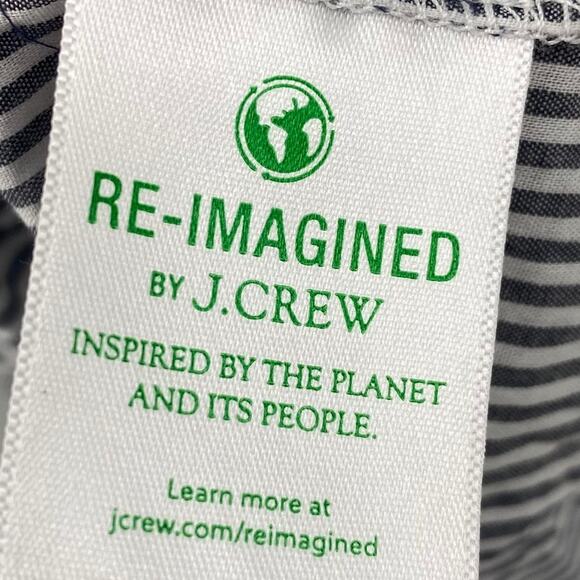 RE-IMAGINED
BY J.CREW
INSPIRED BY THE PLANET
AND ITS PEOPLE.
Learn more at
jcrew.com/reimagined